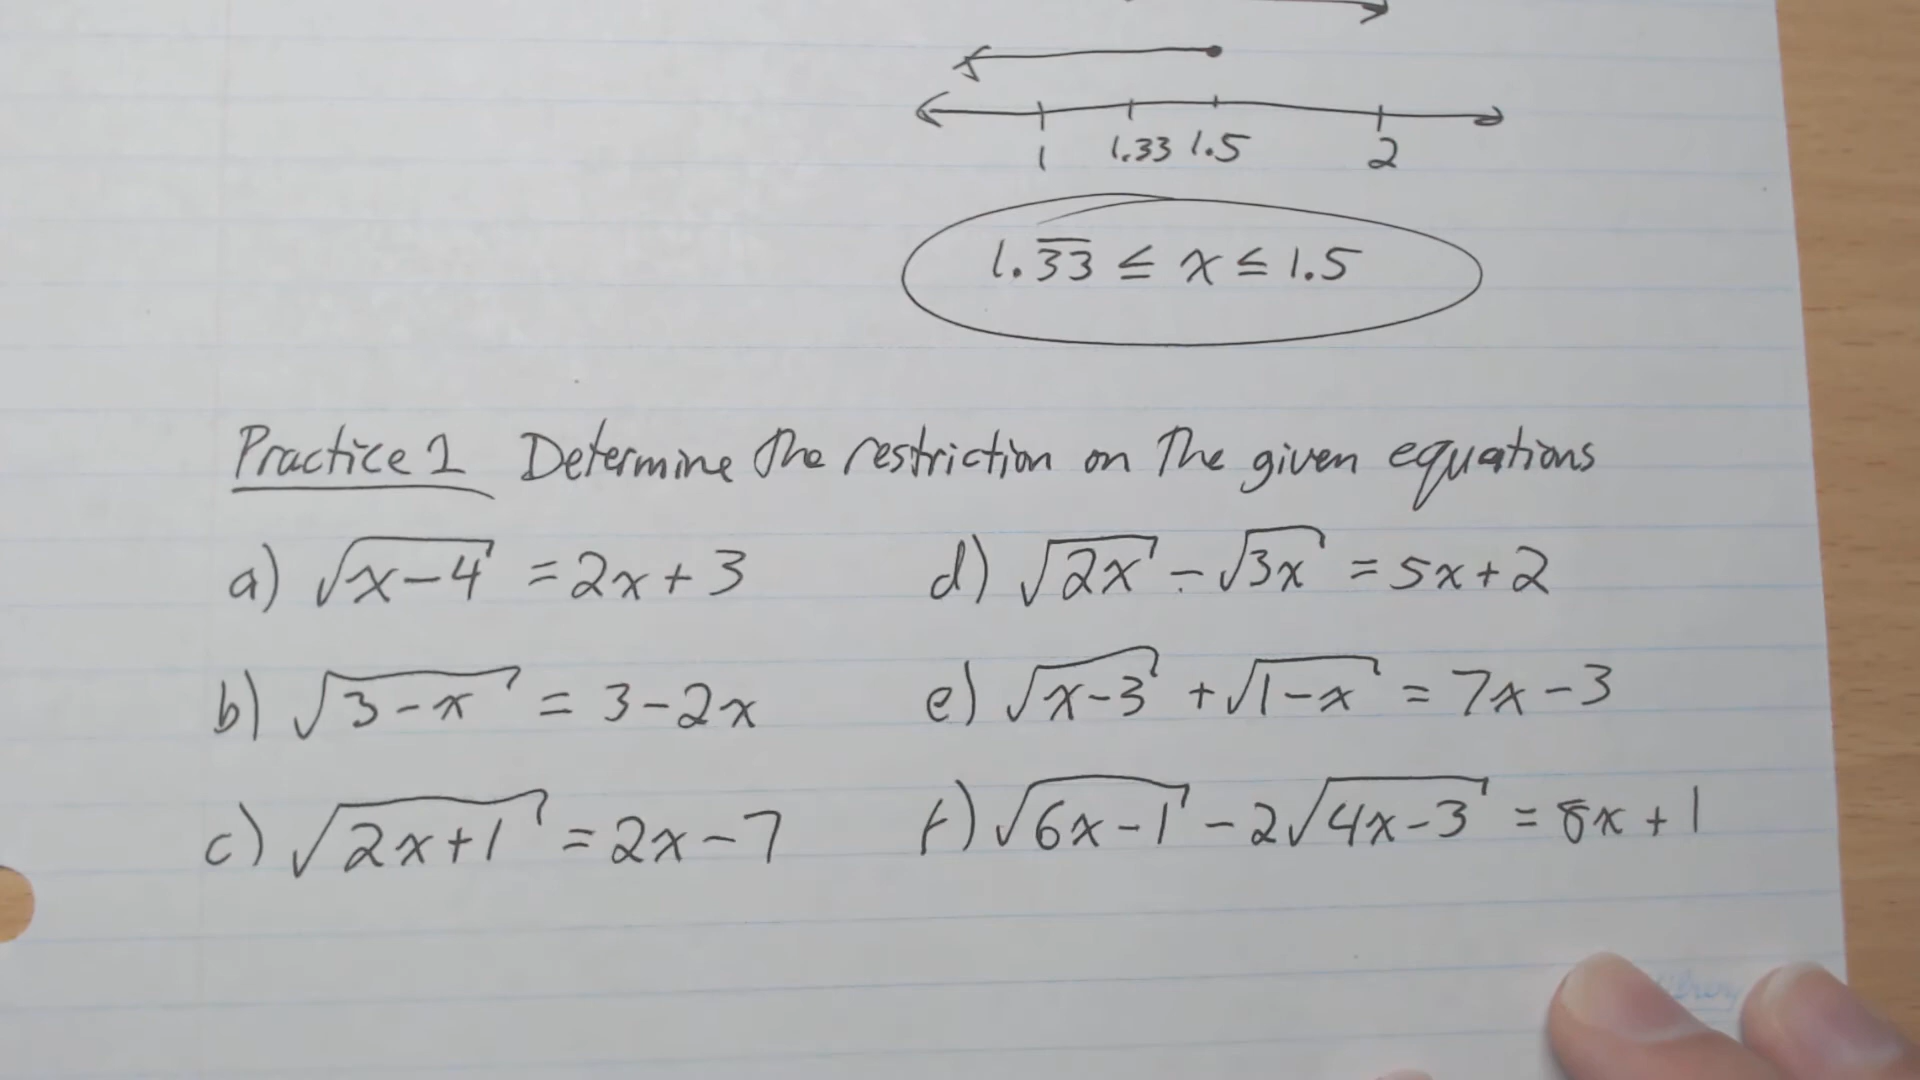 1 1.33 1.5 2
1.3̅3̅ ≤ x ≤ 1.5
Practice 1 Determine the restriction on the given equations
a) √(x-4) = 2x+3
d) √(2x) - √(3x) = 5x+2
b) √(3-x) = 3-2x
e) √(x-3) + √(1-x) = 7x-3
c) √(2x+1) = 2x-7
f) √(6x-1) - 2√(4x-3) = 8x+1